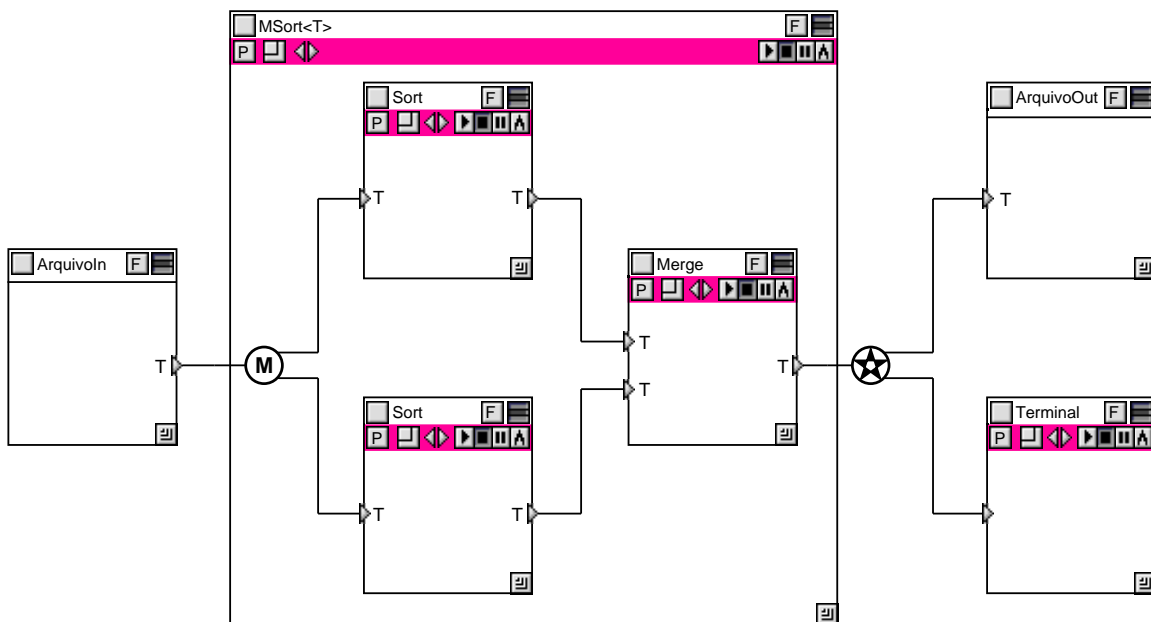 MSort<T> F
P
Sort F
P
T T
ArquivoIn F
T
M
Sort F
P
T T
Merge F
P
T
T
T
ArquivoOut F
T
Terminal F
P